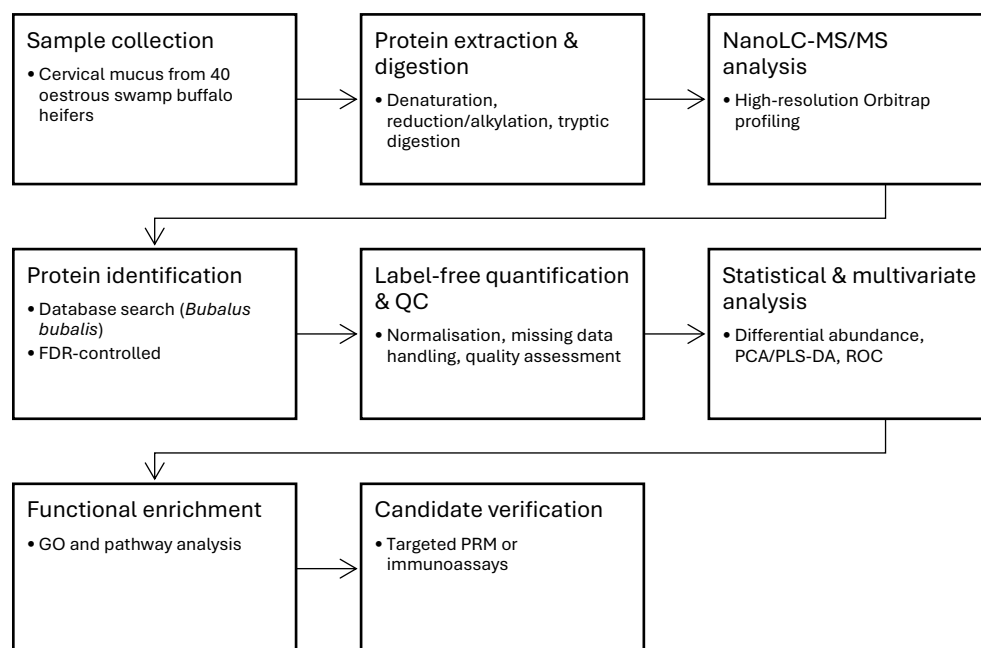 Sample collection
• Cervical mucus from 40
oestrous swamp buffalo
heifers
Protein extraction &
digestion
• Denaturation,
reduction/alkylation, tryptic
digestion
NanoLC-MS/MS
analysis
• High-resolution Orbitrap
profiling
Protein identification
• Database search (Bubalus
bubalis)
• FDR-controlled
Label-free quantification
& QC
• Normalisation, missing data
handling, quality assessment
Statistical & multivariate
analysis
• Differential abundance,
PCA/PLS-DA, ROC
Functional enrichment
• GO and pathway analysis
Candidate verification
• Targeted PRM or
immunoassays